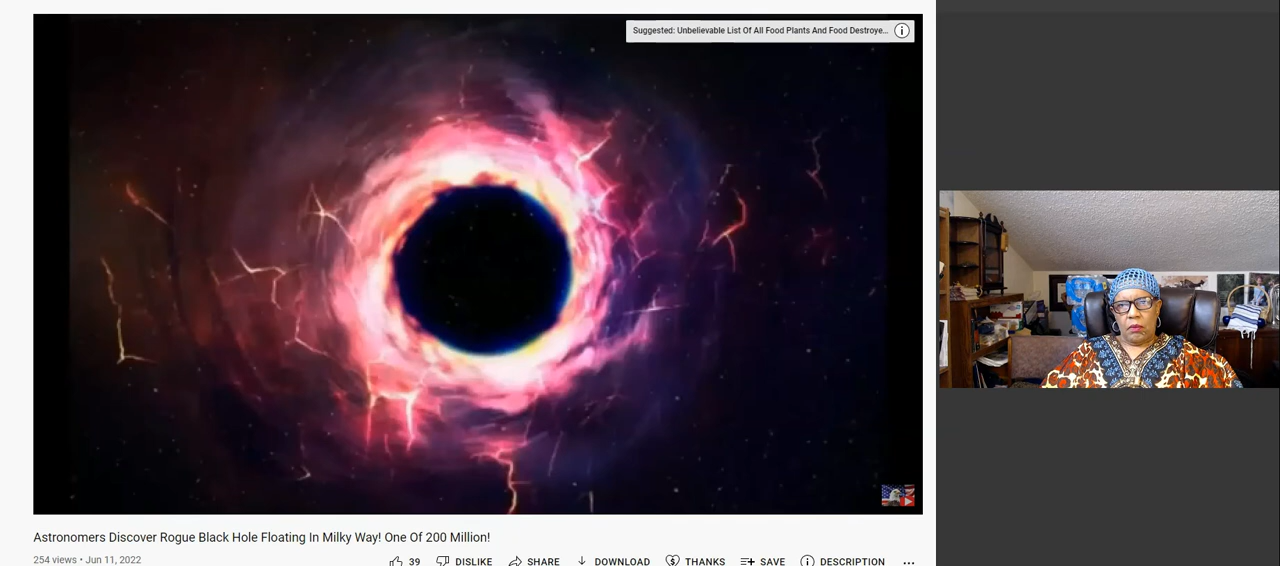 Suggested: Unbelievable List Of All Food Plants And Food Destroye...
Astronomers Discover Rogue Black Hole Floating In Milky Way! One Of 200 Million!
254 views • Jun 11, 2022
39 DISLIKE SHARE DOWNLOAD THANKS SAVE DESCRIPTION ...